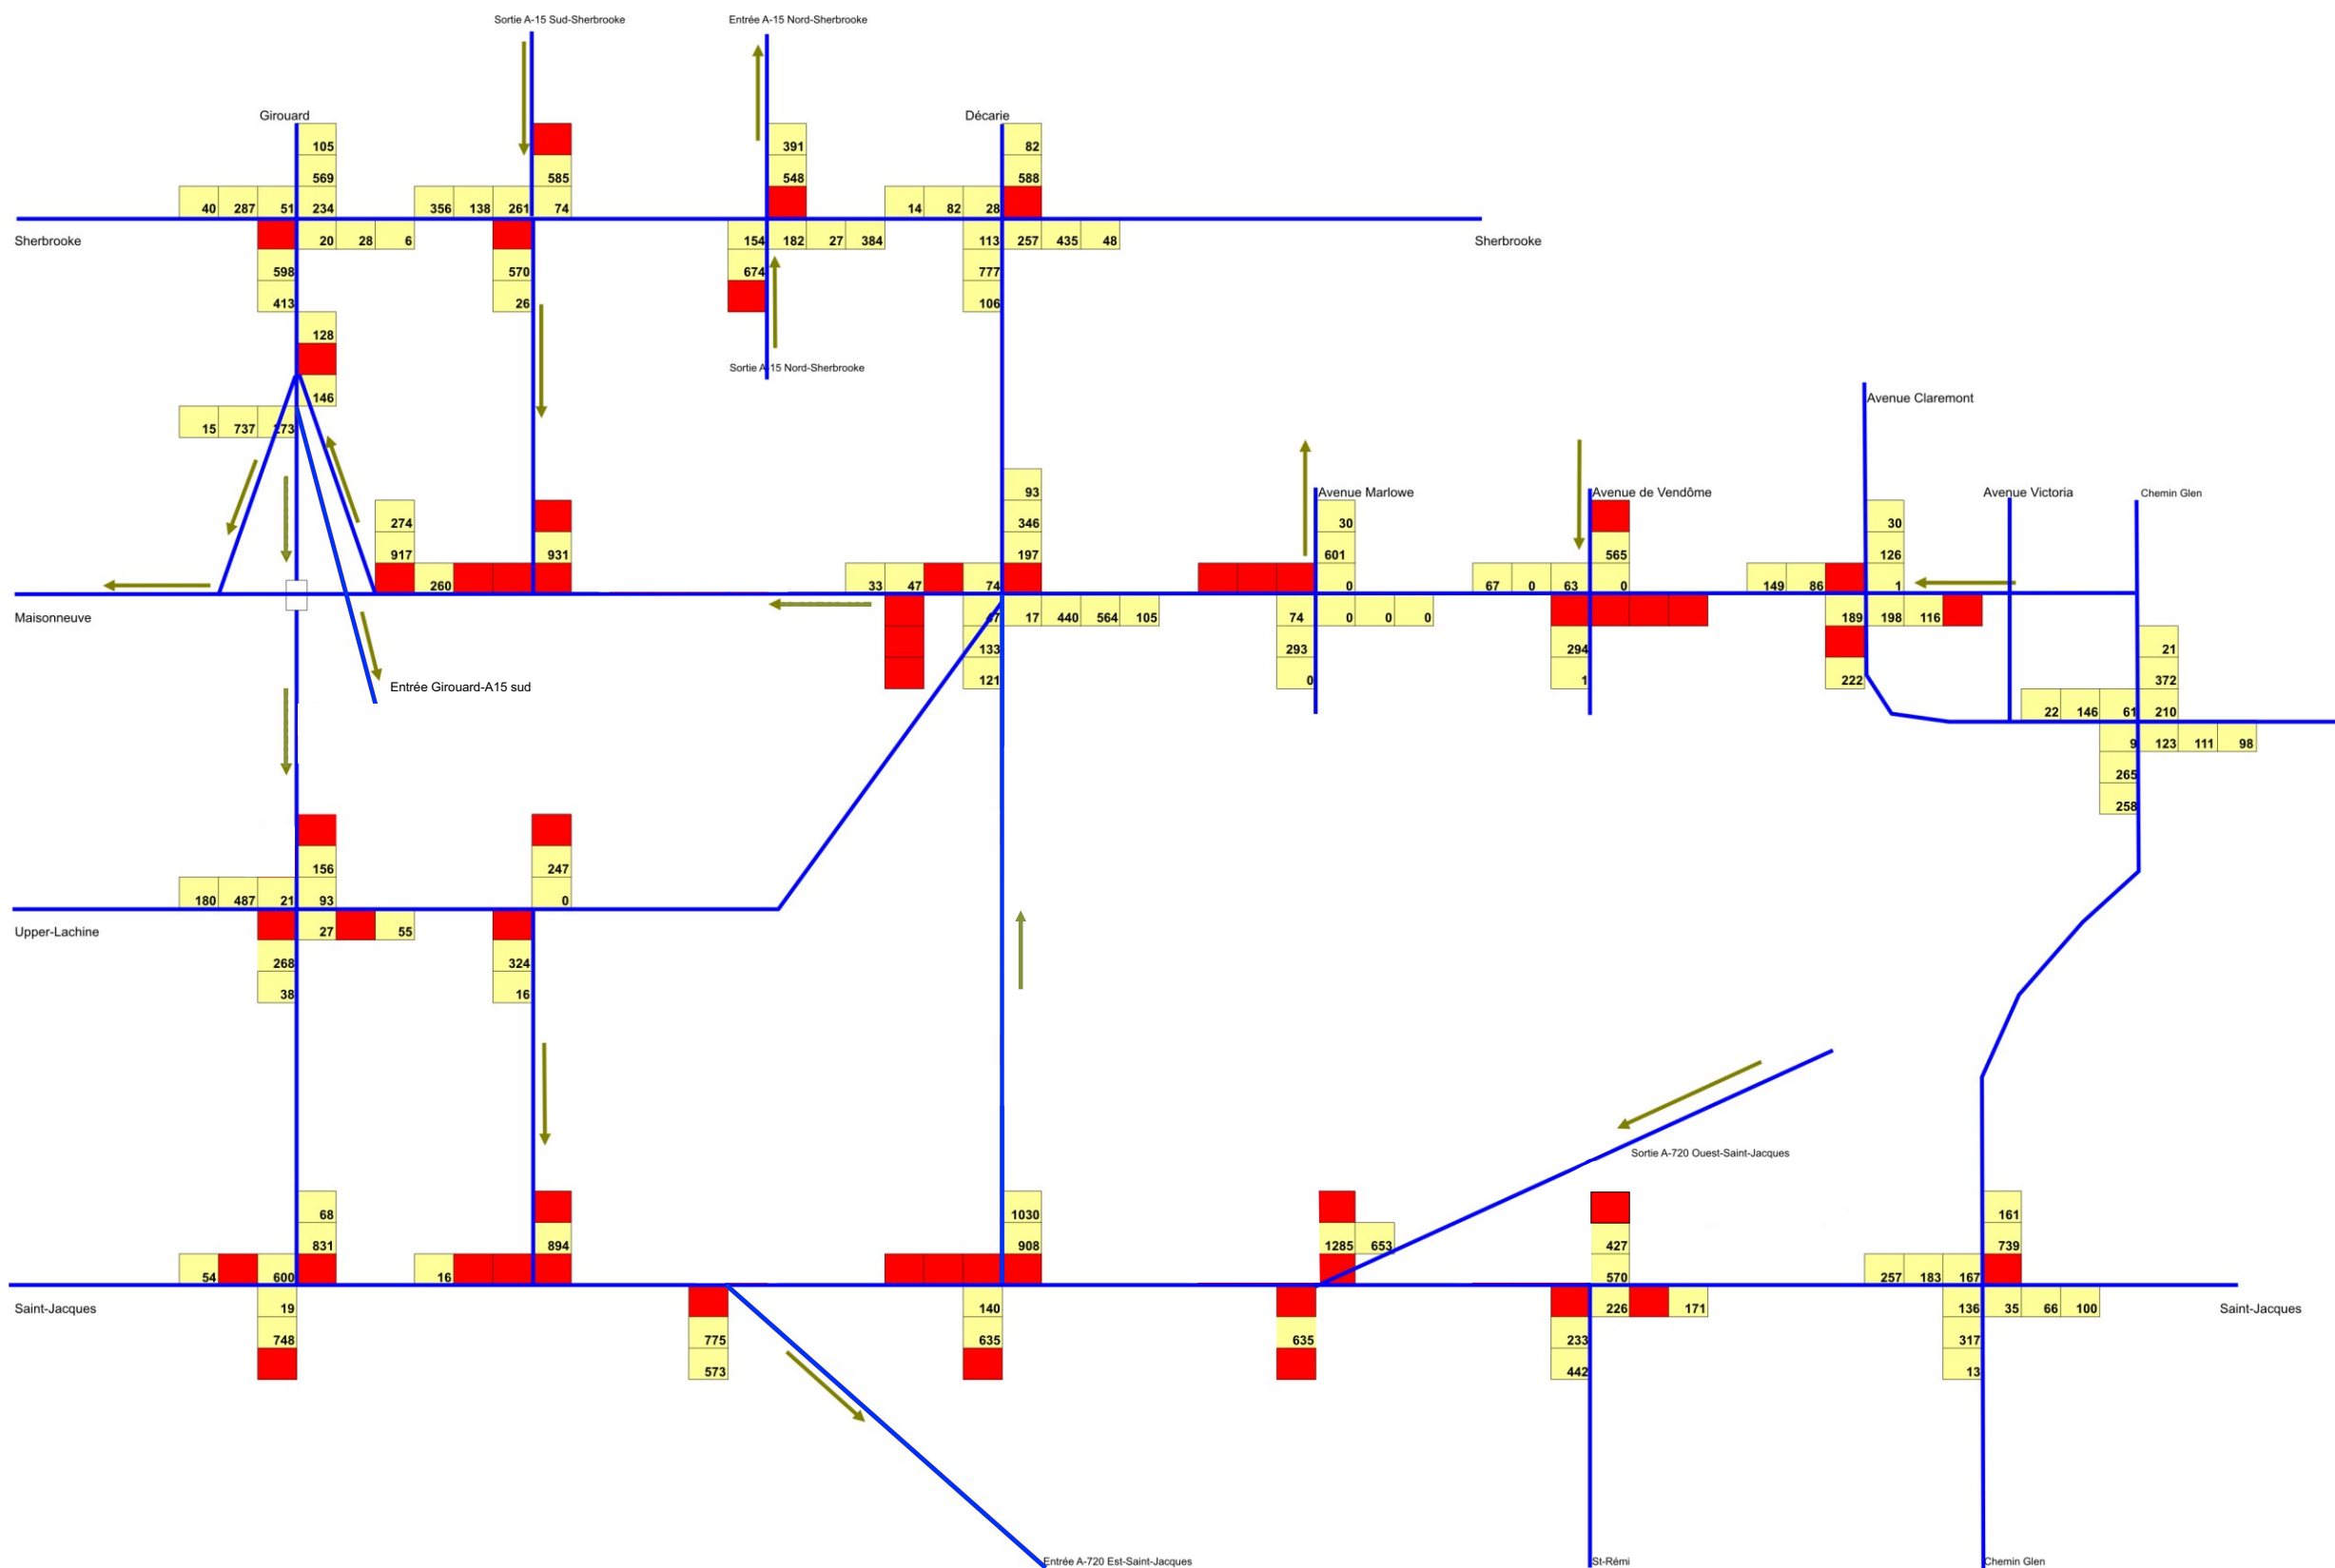 Sortie A-15 Sud-Sherbrooke
Entrée A-15 Nord-Sherbrooke
Girouard
Décarie
105
391
82
569
585
548
588
40 287 51 234
356 138 261 74
14 82 28
Sherbrooke
20 28 6
154 182 27 384
113 257 435 48
Sherbrooke
598
570
674
777
413
26
106
128
Sortie A-15 Nord-Sherbrooke
146
Avenue Claremont
15 737 273
93
Avenue Marlowe
Avenue de Vendôme
Avenue Victoria
Chemin Glen
274
346
30
30
917
931
197
601
565
126
260
33 47 74
0
67 0 63 0
149 86 1
Maisonneuve
17 440 564 105
74 0 0 0
189 198 116
133
293
294
21
121
0
1
222
372
Entrée Girouard-A15 sud
22 146 61 210
9 123 111 98
265
258
156
247
180 487 21 93
0
Upper-Lachine
27 55
268
324
38
16
Sortie A-720 Ouest-Saint-Jacques
68
1030
161
831
894
908
1285 653
427
739
54 600
16
570
257 183 167
Saint-Jacques
19
140
226 171
136 35 66 100
Saint-Jacques
748
775
635
635
233
317
573
442
13
Entrée A-720 Est-Saint-Jacques
St-Rémi
Chemin Glen